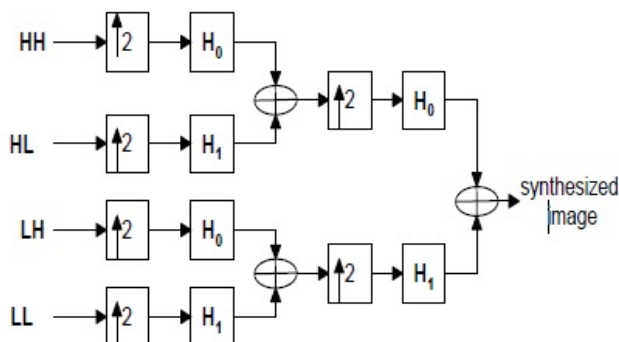 HH 2 H₀
2 H₀
HL 2 H₁
synthesized
image
LH 2 H₀
2 H₁
LL 2 H₁